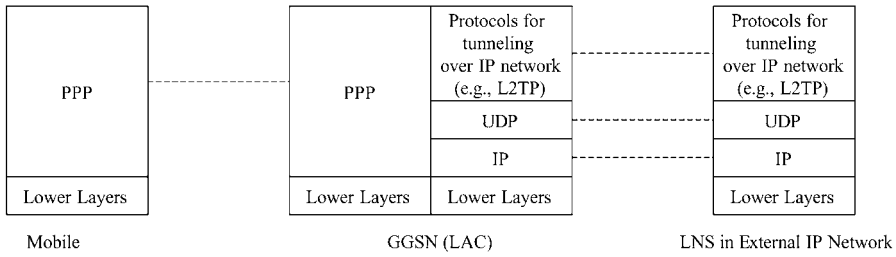 PPP
Lower Layers
Mobile
PPP
Lower Layers
Protocols for
tunneling
over IP network
(e.g., L2TP)
UDP
IP
Lower Layers
GGSN (LAC)
Protocols for
tunneling
over IP network
(e.g., L2TP)
UDP
IP
Lower Layers
LNS in External IP Network